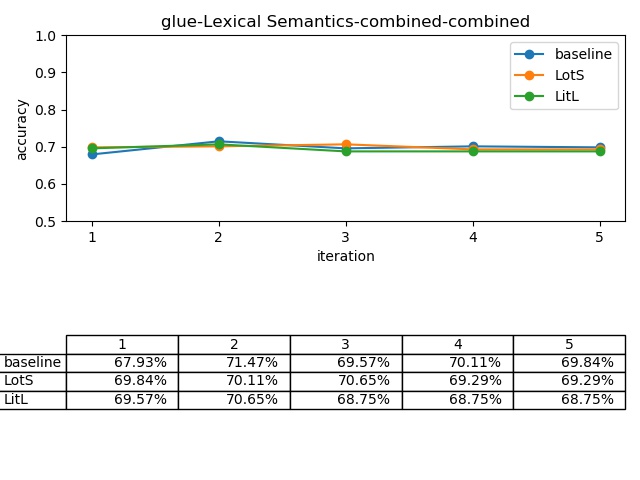 glue-Lexical Semantics-combined-combined
1.0
0.9
0.8
0.7
0.6
0.5
accuracy
baseline
LotS
LitL
1 2 3 4 5
iteration
1 2 3 4 5
baseline 67.93% 71.47% 69.57% 70.11% 69.84%
LotS 69.84% 70.11% 70.65% 69.29% 69.29%
LitL 69.57% 70.65% 68.75% 68.75% 68.75%